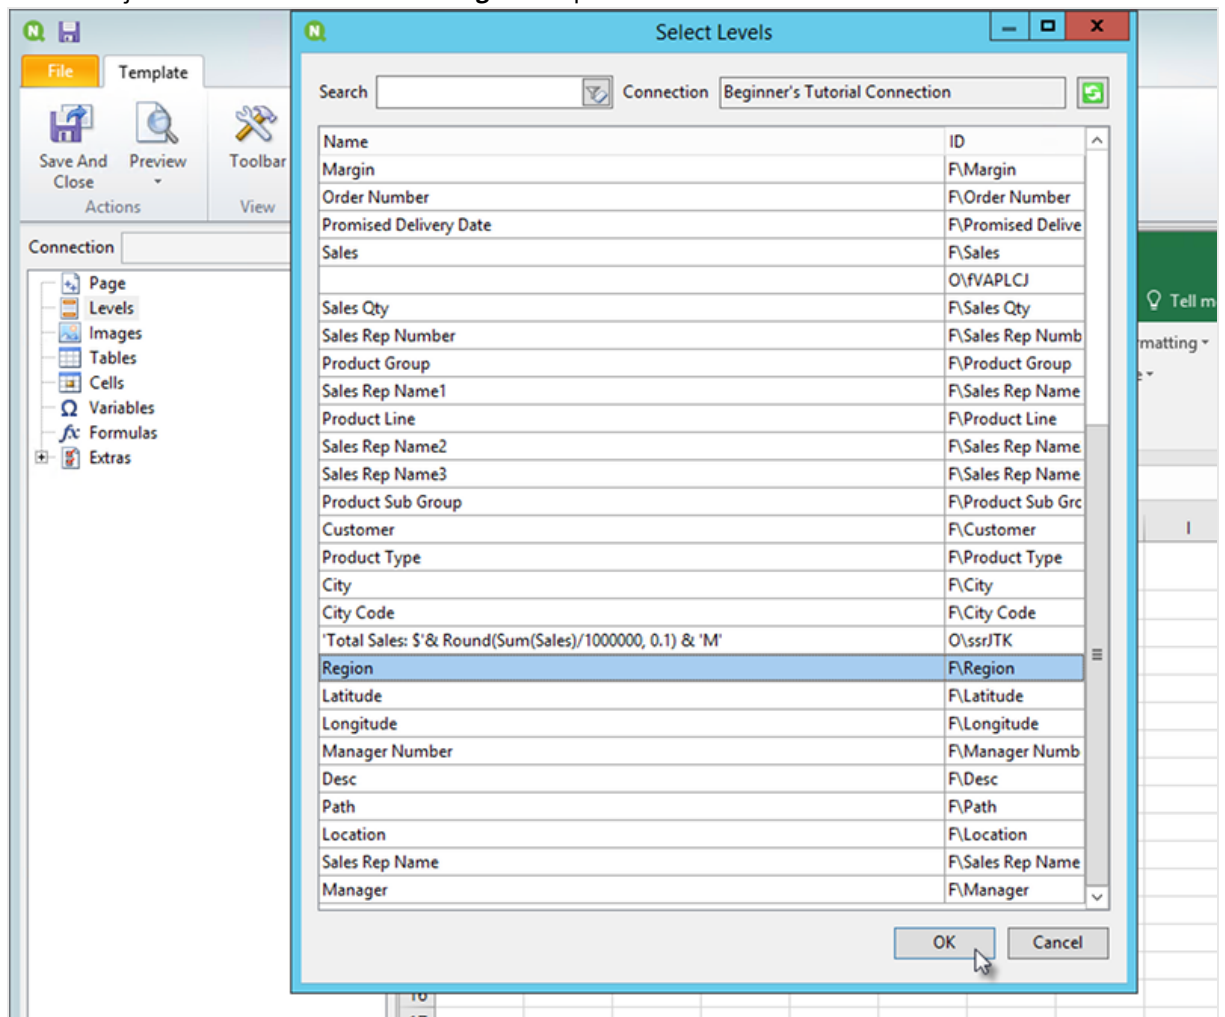 Select Levels
File Template
Search Connection Beginner's Tutorial Connection
Save And Close Preview Toolbar
Actions View
Connection
Page
Levels
Images
Tables
Cells
Variables
fx Formulas
Extras
Name ID
Margin F\Margin
Order Number F\Order Number
Promised Delivery Date F\Promised Delive
Sales F\Sales
O\fVAPLCJ
Sales Qty F\Sales Qty
Sales Rep Number F\Sales Rep Numb
Product Group F\Product Group
Sales Rep Name1 F\Sales Rep Name
Product Line F\Product Line
Sales Rep Name2 F\Sales Rep Name
Sales Rep Name3 F\Sales Rep Name
Product Sub Group F\Product Sub Grc
Customer F\Customer
Product Type F\Product Type
City F\City
City Code F\City Code
'Total Sales: $'& Round(Sum(Sales)/1000000, 0.1) & 'M' O\ssrJTK
Region F\Region
Latitude F\Latitude
Longitude F\Longitude
Manager Number F\Manager Numb
Desc F\Desc
Path F\Path
Location F\Location
Sales Rep Name F\Sales Rep Name
Manager F\Manager
OK Cancel
Tell m
matting
I
16